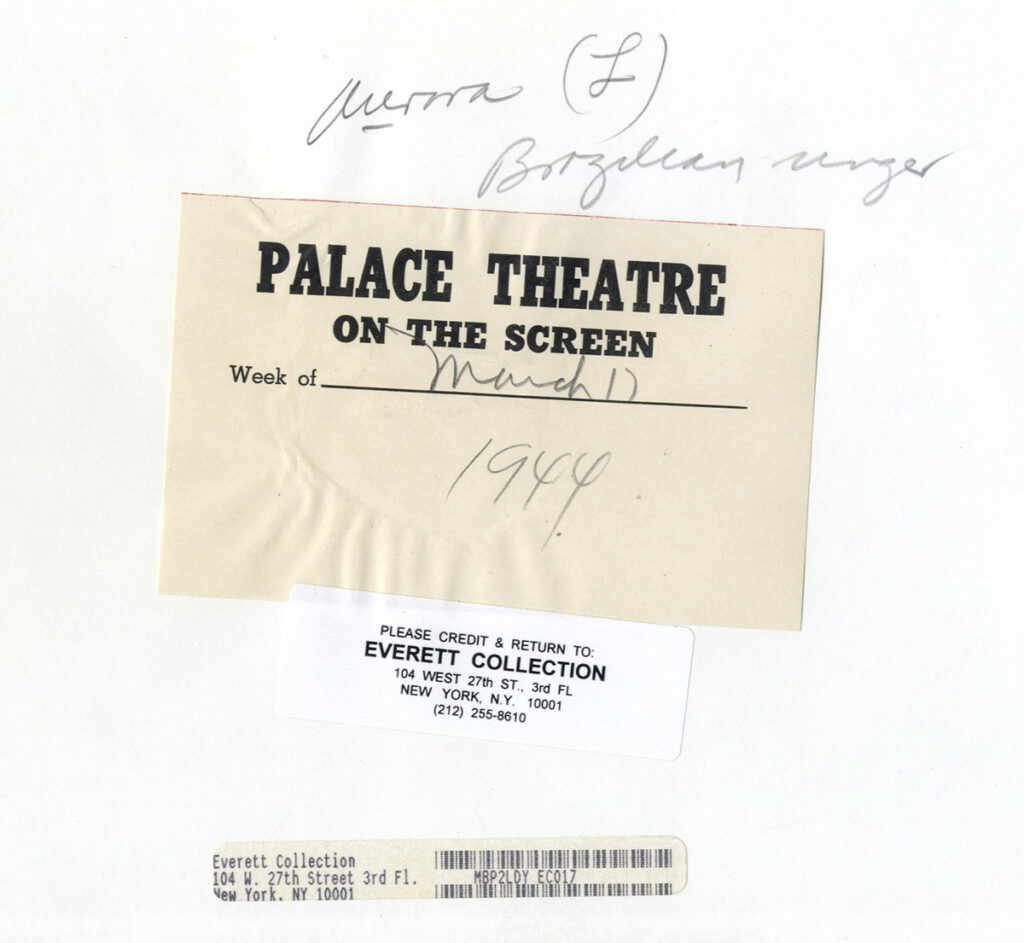 Aurora (L)
Brazilean singer
PALACE THEATRE
ON THE SCREEN
Week of March 17
1944
PLEASE CREDIT & RETURN TO:
EVERETT COLLECTION
104 WEST 27th ST., 3rd FL
NEW YORK, N.Y. 10001
(212) 255-8610
Everett Collection
104 W. 27th Street 3rd Fl.
New York, NY 10001
MBP2LDY EC017